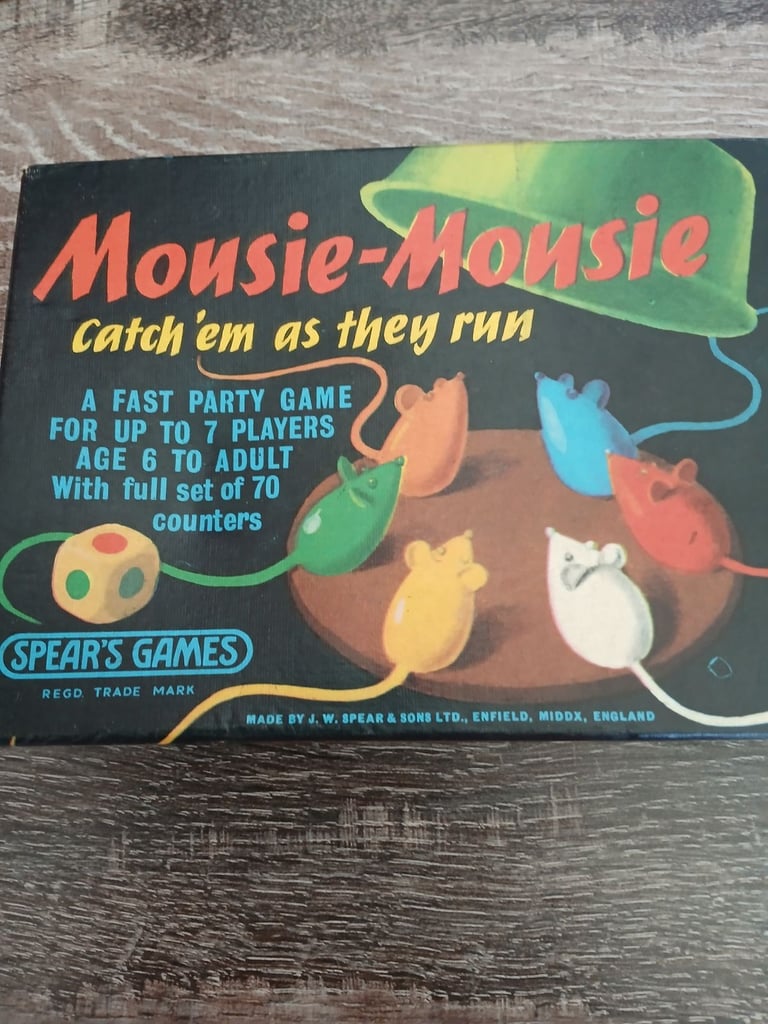 Mousie-Mousie
Catch 'em as they run
A FAST PARTY GAME
FOR UP TO 7 PLAYERS
AGE 6 TO ADULT
With full set of 70
counters
SPEAR'S GAMES
REGD. TRADE MARK
MADE BY J. W. SPEAR & SONS LTD., ENFIELD, MIDDX, ENGLAND